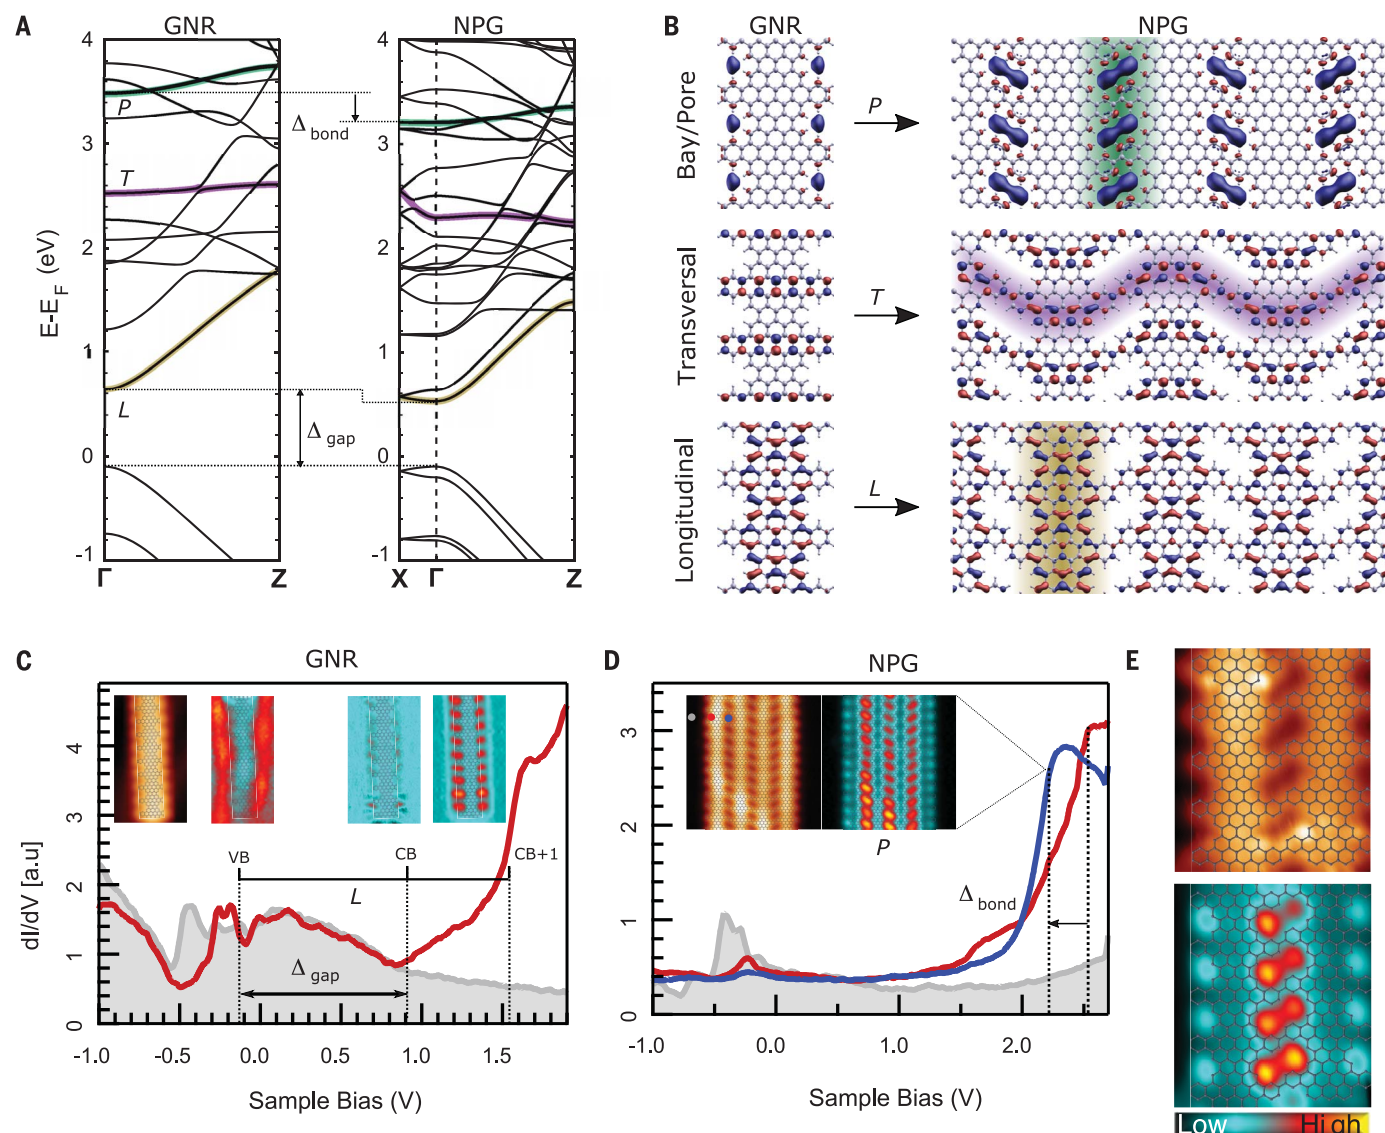 A
GNR
NPG
4
3
2
1
0
-1
E-E_F (eV)
P
T
L
Δ bond
Δ gap
Γ
Z
4
3
2
1
0
-1
X
Γ
Z
B
GNR
NPG
Bay/Pore
P
Transversal
T
Longitudinal
L
C
GNR
dI/dV [a.u]
4
3
2
1
0
VB
CB
CB+1
L
Δ gap
-1.0
-0.5
0.0
0.5
1.0
1.5
Sample Bias (V)
D
NPG
3
2
1
0
P
Δ bond
-1.0
0.0
1.0
2.0
Sample Bias (V)
E
Low
High